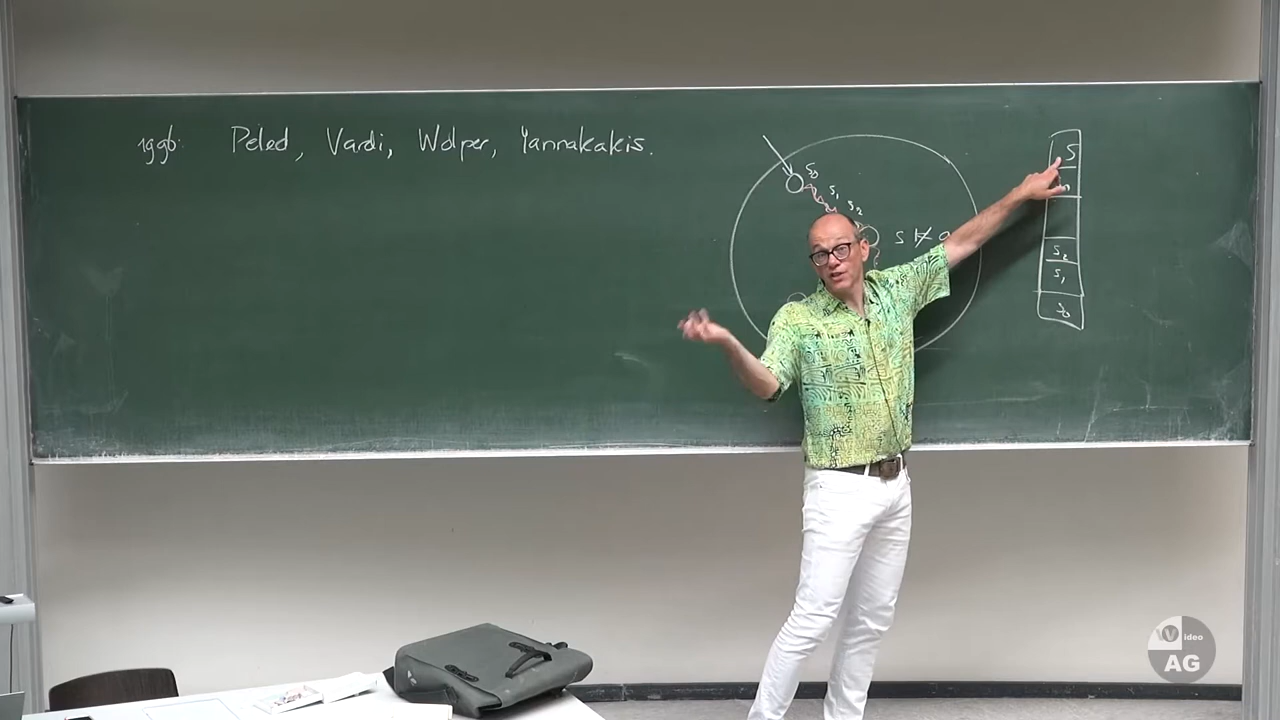 1996: Peled, Vardi, Wolper, Yannakakis.
s0
s1
s2
s ⊭ a
s
s2
s1
s0
Video
AG